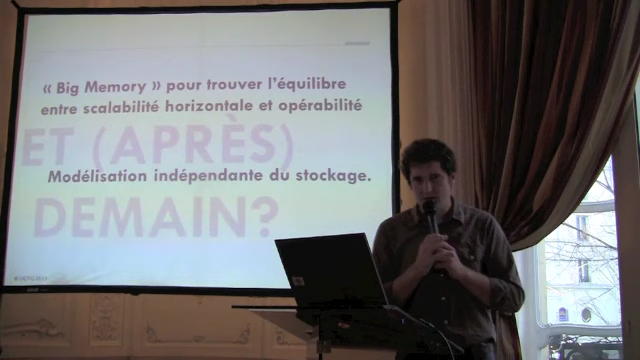 « Big Memory » pour trouver l'équilibre
entre scalabilité horizontale et opérabilité
ET (APRÈS)
Modélisation indépendante du stockage.
DEMAIN?